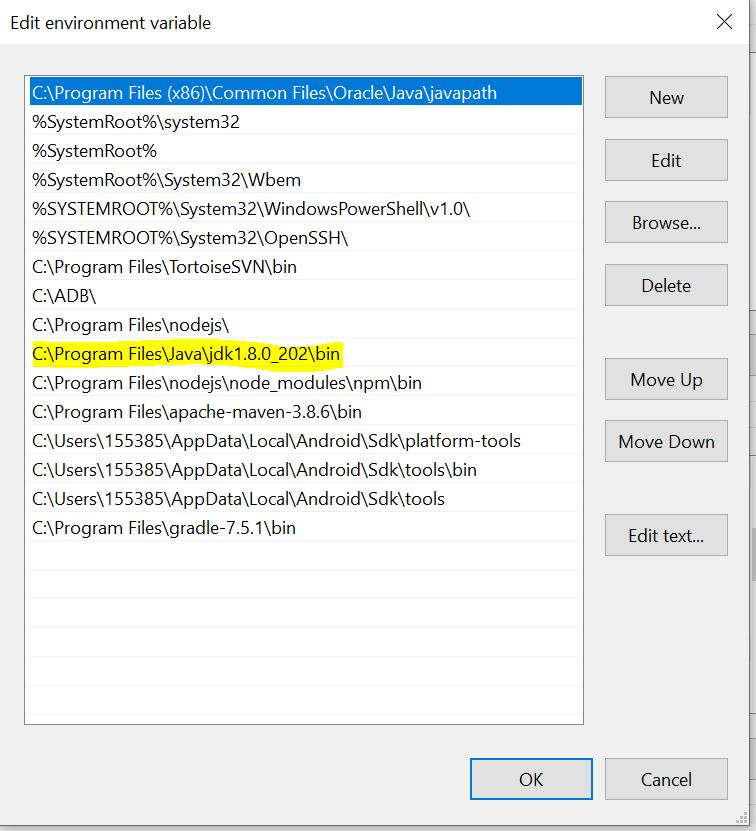 Edit environment variable
C:\Program Files (x86)\Common Files\Oracle\Java\javapath
%SystemRoot%\system32
%SystemRoot%
%SystemRoot%\System32\Wbem
%SYSTEMROOT%\System32\WindowsPowerShell\v1.0\
%SYSTEMROOT%\System32\OpenSSH\
C:\Program Files\TortoiseSVN\bin
C:\ADB\
C:\Program Files\nodejs\
C:\Program Files\Java\jdk1.8.0_202\bin
C:\Program Files\nodejs\node_modules\npm\bin
C:\Program Files\apache-maven-3.8.6\bin
C:\Users\155385\AppData\Local\Android\Sdk\platform-tools
C:\Users\155385\AppData\Local\Android\Sdk\tools\bin
C:\Users\155385\AppData\Local\Android\Sdk\tools
C:\Program Files\gradle-7.5.1\bin
New
Edit
Browse...
Delete
Move Up
Move Down
Edit text...
OK
Cancel